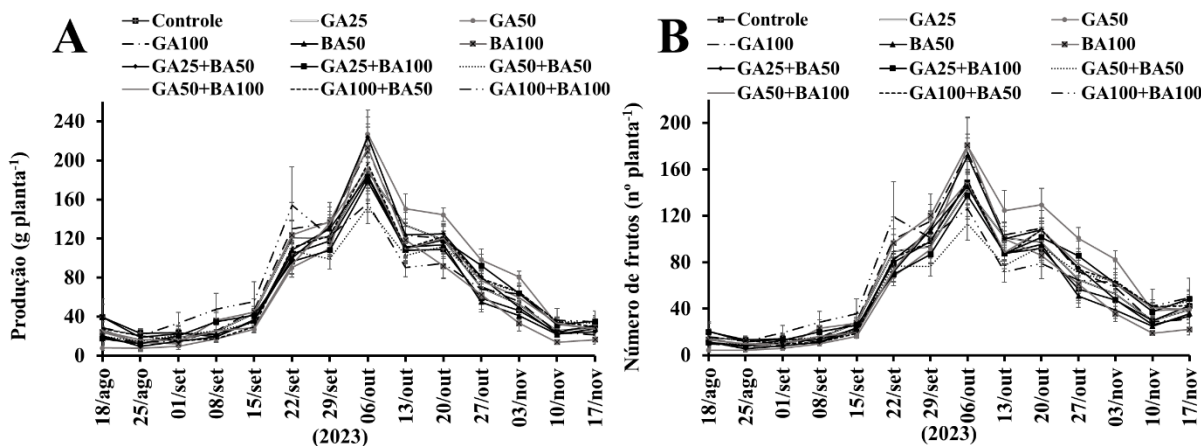 A
Controle GA25 GA50
GA100 BA50 BA100
GA25+BA50 GA25+BA100 GA50+BA50
GA50+BA100 GA100+BA50 GA100+BA100
Produção (g planta⁻¹)
240
200
160
120
80
40
0
18/ago 25/ago 01/set 08/set 15/set 22/set 29/set 06/out 13/out 20/out 27/out 03/nov 10/nov 17/nov
(2023)
B
Controle GA25 GA50
GA100 BA50 BA100
GA25+BA50 GA25+BA100 GA50+BA50
GA50+BA100 GA100+BA50 GA100+BA100
Número de frutos (nº planta⁻¹)
200
160
120
80
40
0
18/ago 25/ago 01/set 08/set 15/set 22/set 29/set 06/out 13/out 20/out 27/out 03/nov 10/nov 17/nov
(2023)